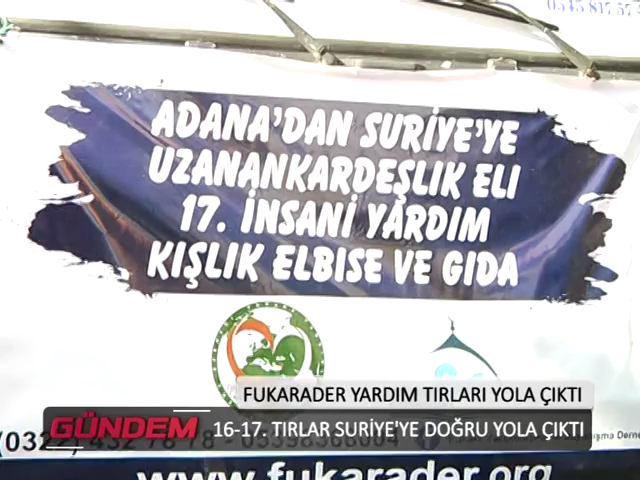 ADANA'DAN SURİYE'YE
UZANANKARDEŞLIK ELI
17. İNSANİ YARDIM
KIŞLIK ELBISE VE GIDA
FUKARADER YARDIM TIRLARI YOLA ÇIKTI
GÜNDEM
16-17. TIRLAR SURİYE'YE DOĞRU YOLA ÇIKTI
www.fukarader.org